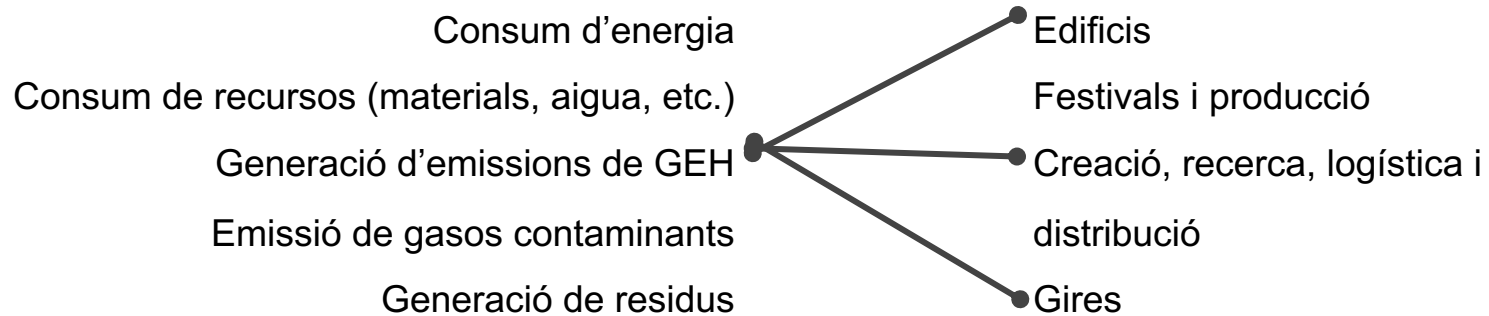 Consum d’energia
Consum de recursos (materials, aigua, etc.)
Generació d’emissions de GEH
Emissió de gasos contaminants
Generació de residus
Edificis
Festivals i producció
Creació, recerca, logística i
distribució
Gires